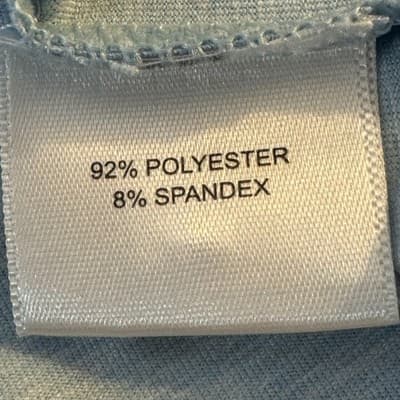 92% POLYESTER
8% SPANDEX